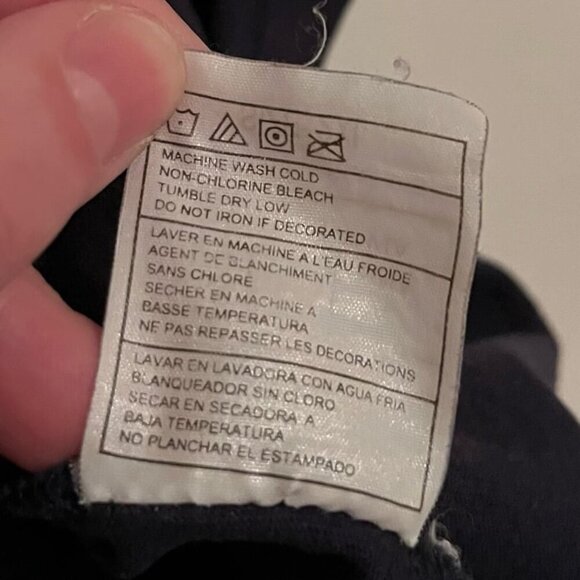 MACHINE WASH COLD
NON-CHLORINE BLEACH
TUMBLE DRY LOW
DO NOT IRON IF DECORATED
LAVER EN MACHINE A L'EAU FROIDE
AGENT DE BLANCHIMENT
SANS CHLORE
SECHER EN MACHINE A
BASSE TEMPERATURA
NE PAS REPASSER LES DECORATIONS
LAVAR EN LAVADORA CON AGUA FRIA
BLANQUEADOR SIN CLORO
SECAR EN SECADORA A
BAJA TEMPERATURA
NO PLANCHAR EL ESTAMPADO